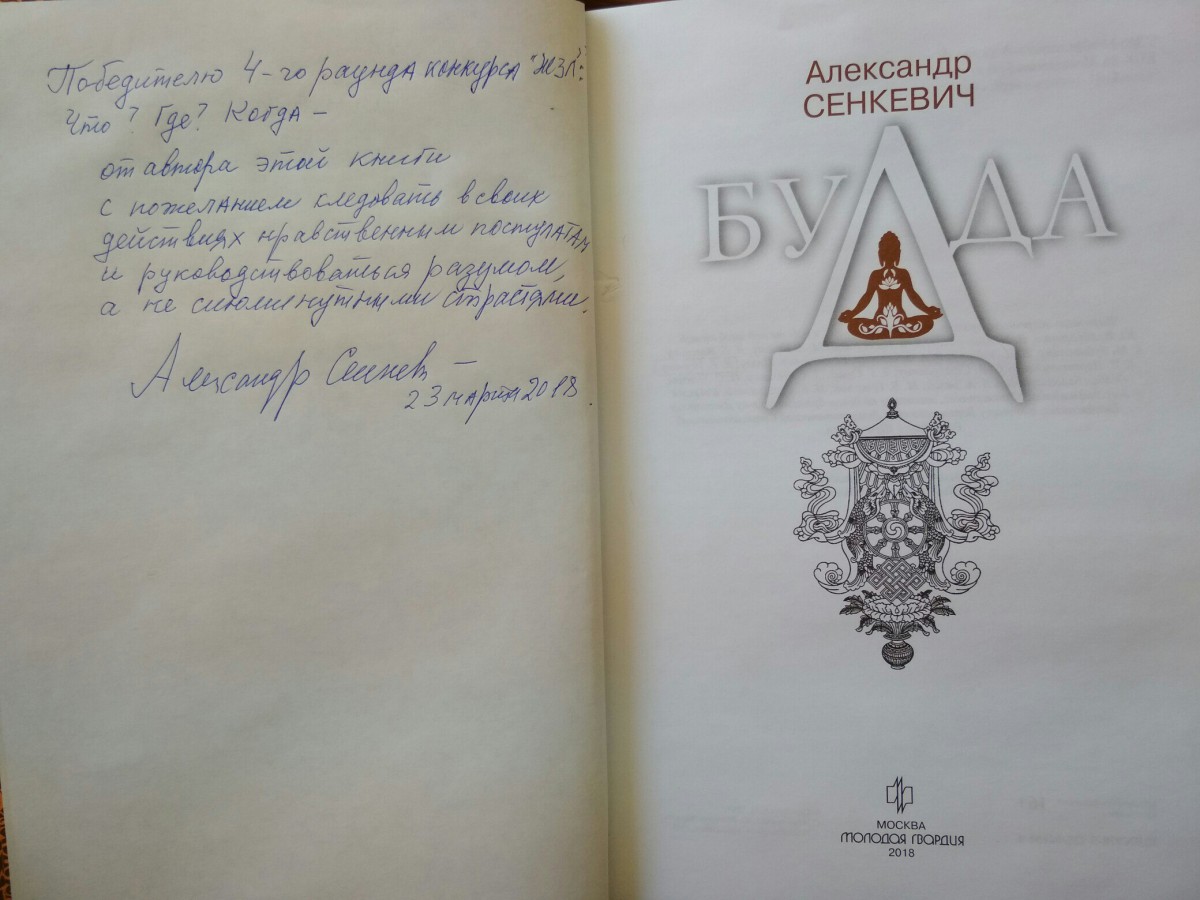 Победителю 4-го раунда конкурса "ЖЗЛ":
Что? Где? Когда –
от автора этой книги
с пожеланием следовать в своих
действиях нравственным постулатам
и руководствоваться разумом,
а не сиюминутными страстями.
Александр Сенкев –
23 марта 2018.
Александр
СЕНКЕВИЧ
БУДДА
МОСКВА
МОЛОДАЯ ГВАРДИЯ
2018